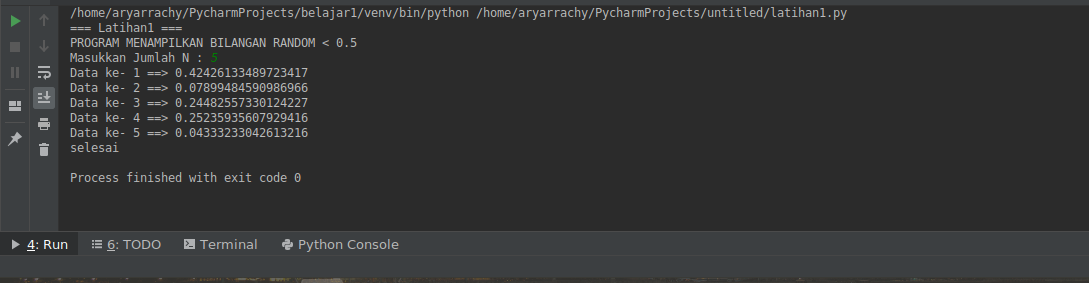 /home/aryarrachy/PycharmProjects/belajar1/venv/bin/python /home/aryarrachy/PycharmProjects/untitled/latihan1.py
=== Latihan1 ===
PROGRAM MENAMPILKAN BILANGAN RANDOM < 0.5
Masukkan Jumlah N : 5
Data ke- 1 ==> 0.42426133489723417
Data ke- 2 ==> 0.07899484590986966
Data ke- 3 ==> 0.24482557330124227
Data ke- 4 ==> 0.25235935607929416
Data ke- 5 ==> 0.04333233042613216
selesai
Process finished with exit code 0
4: Run 6: TODO Terminal Python Console